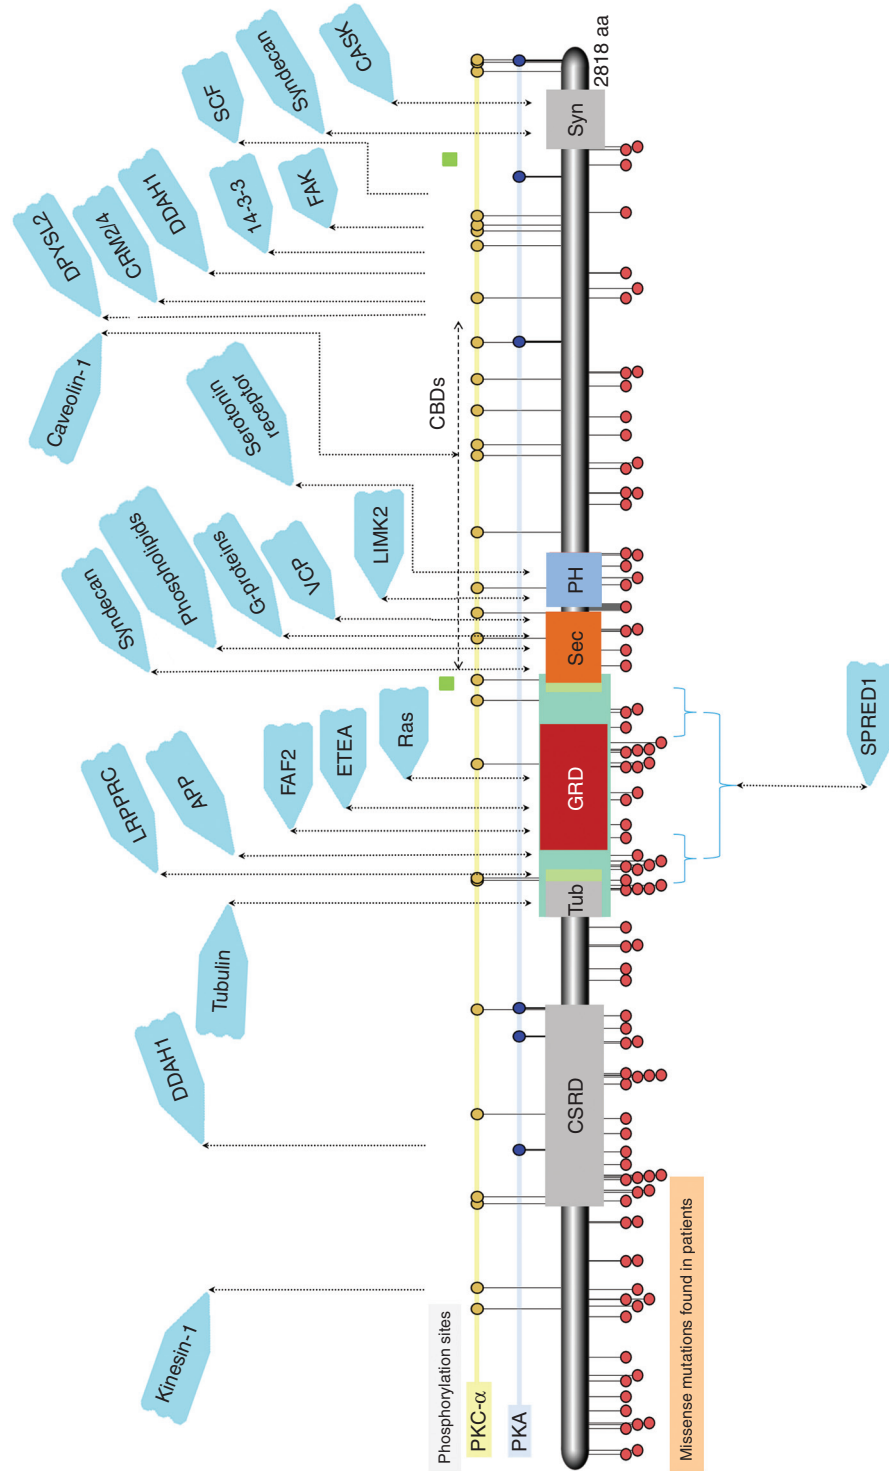 Kinesin-1
DDAH1
Tubulin
LRPPRC
APP
FAF2
ETEA
Ras
Syndecan
Phospholipids
G-proteins
VCP
LIMK2
Serotonin
receptor
Caveolin-1
DPYSL2
CRM2/4
DDAH1
14-3-3
FAK
SCF
Syndecan
CASK
CBDs
Phosphorylation sites
PKC-α
PKA
CSRD
Tub
GRD
Sec
PH
Syn
2818 aa
Missense mutations found in patients
SPRED1